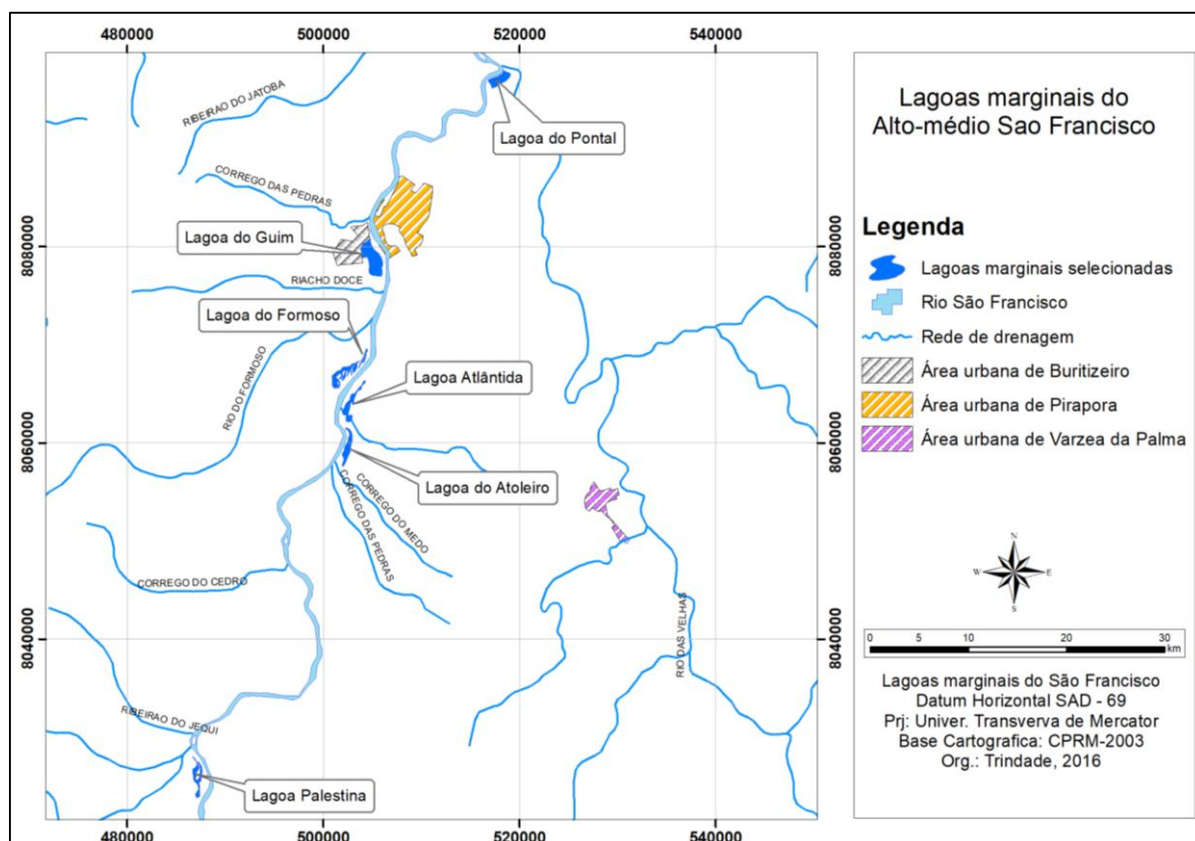 480000
500000
520000
540000
RIBEIRAO DO JATOBA
Lagoa do Pontal
CORREGO DAS PEDRAS
Lagoa do Guim
8080000
8080000
RIACHO DOCE
Lagoa do Formoso
Lagoa Atlântida
RIO DO FORMOSO
8060000
8060000
Lagoa do Atoleiro
CORREGO DO MEDO
CORREGO DAS PEDRAS
CORREGO DO CEDRO
8040000
8040000
RIO DAS VELHAS
RIBEIRAO DO JEQUI
Lagoa Palestina
480000
500000
520000
540000
Lagoas marginais do
Alto-médio Sao Francisco
Legenda
Lagoas marginais selecionadas
Rio São Francisco
Rede de drenagem
Área urbana de Buritizeiro
Área urbana de Pirapora
Área urbana de Varzea da Palma
N
W E
S
0 5 10 20 30
km
Lagoas marginais do São Francisco
Datum Horizontal SAD - 69
Prj: Univer. Transverva de Mercator
Base Cartografica: CPRM-2003
Org.: Trindade, 2016